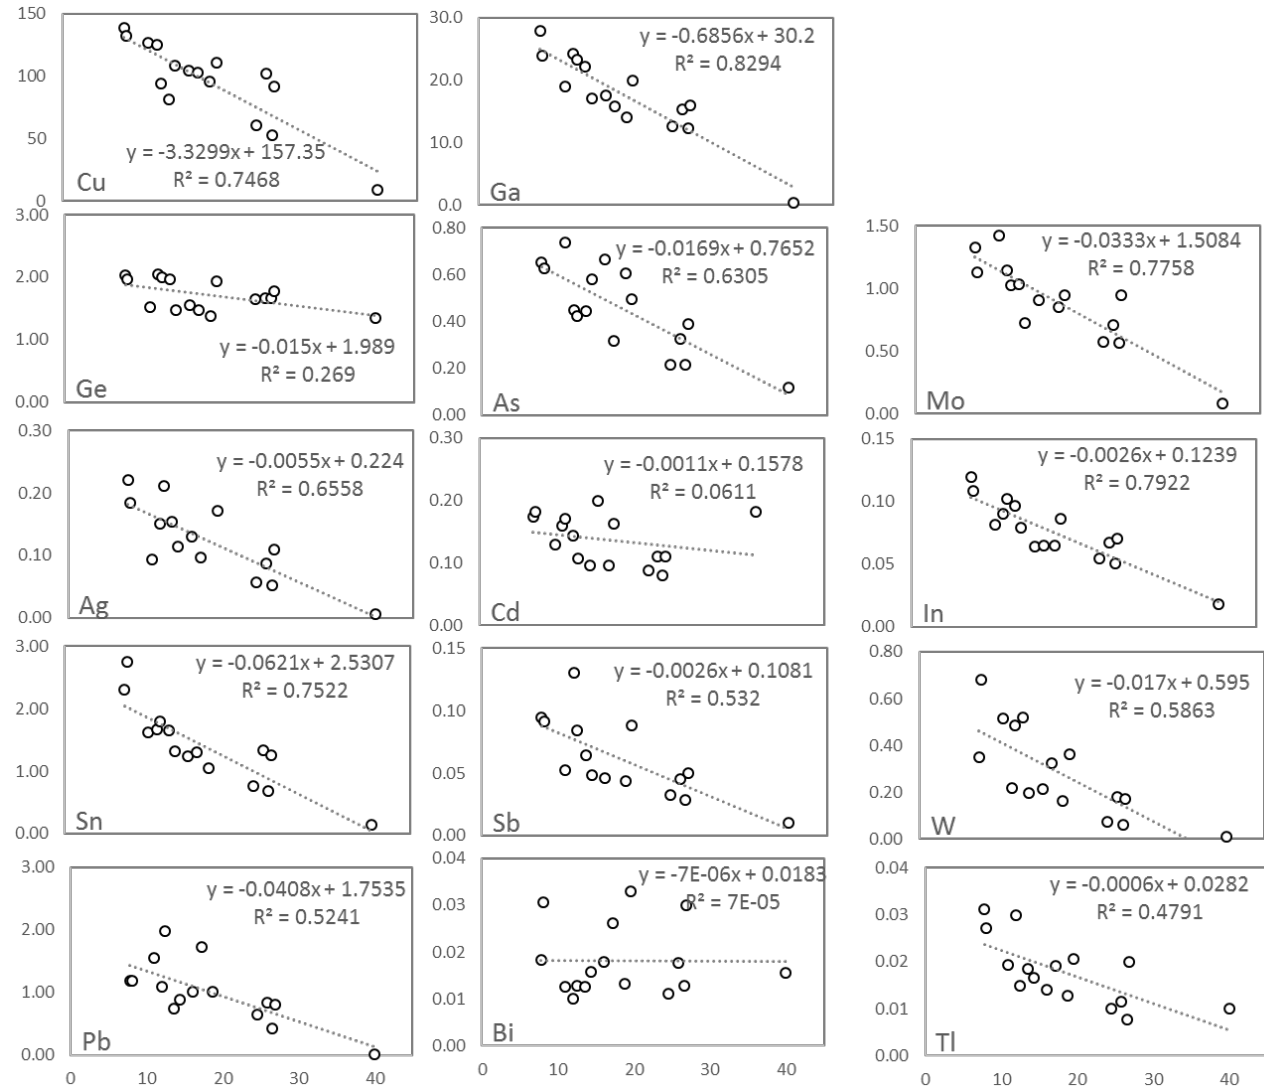 150
100
50
0
y = -3.3299x + 157.35
R² = 0.7468
Cu
30.0
20.0
10.0
0.0
y = -0.6856x + 30.2
R² = 0.8294
Ga
3.00
2.00
1.00
0.00
y = -0.015x + 1.989
R² = 0.269
Ge
0.80
0.60
0.40
0.20
0.00
y = -0.0169x + 0.7652
R² = 0.6305
As
1.50
1.00
0.50
0.00
y = -0.0333x + 1.5084
R² = 0.7758
Mo
0.30
0.20
0.10
0.00
y = -0.0055x + 0.224
R² = 0.6558
Ag
0.30
0.20
0.10
0.00
y = -0.0011x + 0.1578
R² = 0.0611
Cd
0.15
0.10
0.05
0.00
y = -0.0026x + 0.1239
R² = 0.7922
In
3.00
2.00
1.00
0.00
y = -0.0621x + 2.5307
R² = 0.7522
Sn
0.15
0.10
0.05
0.00
y = -0.0026x + 0.1081
R² = 0.532
Sb
0.80
0.60
0.40
0.20
0.00
y = -0.017x + 0.595
R² = 0.5863
W
3.00
2.00
1.00
0.00
y = -0.0408x + 1.7535
R² = 0.5241
Pb
0 10 20 30 40
0.04
0.03
0.02
0.01
0.00
y = -7E-06x + 0.0183
R² = 7E-05
Bi
0 10 20 30 40
0.04
0.03
0.02
0.01
0.00
y = -0.0006x + 0.0282
R² = 0.4791
Tl
0 10 20 30 40